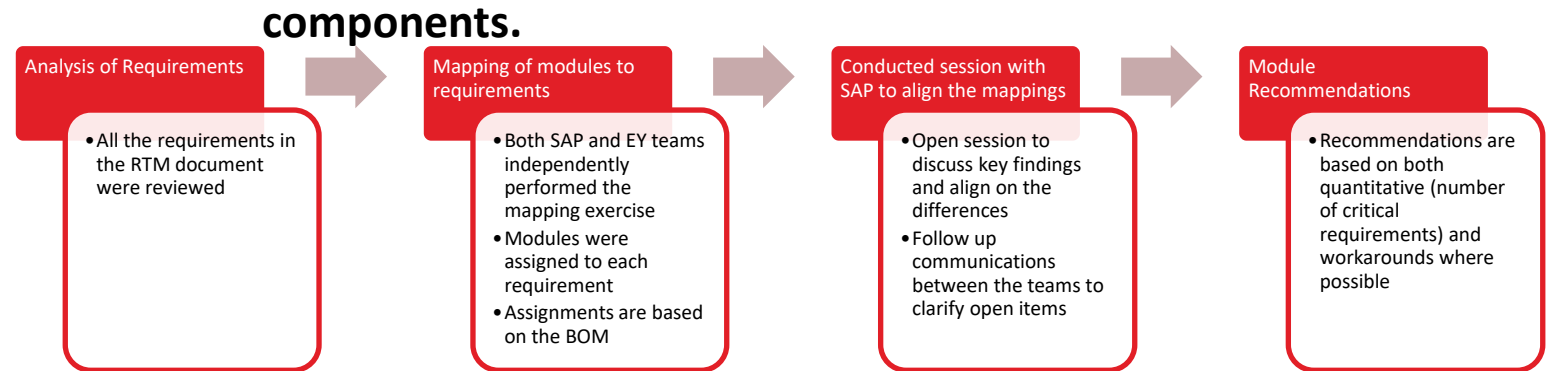 components.
Analysis of Requirements
•All the requirements in
the RTM document
were reviewed
Mapping of modules to
requirements
•Both SAP and EY teams
independently
performed the
mapping exercise
•Modules were
assigned to each
requirement
•Assignments are based
on the BOM
Conducted session with
SAP to align the mappings
•Open session to
discuss key findings
and align on the
differences
•Follow up
communications
between the teams to
clarify open items
Module
Recommendations
•Recommendations are
based on both
quantitative (number
of critical
requirements) and
workarounds where
possible